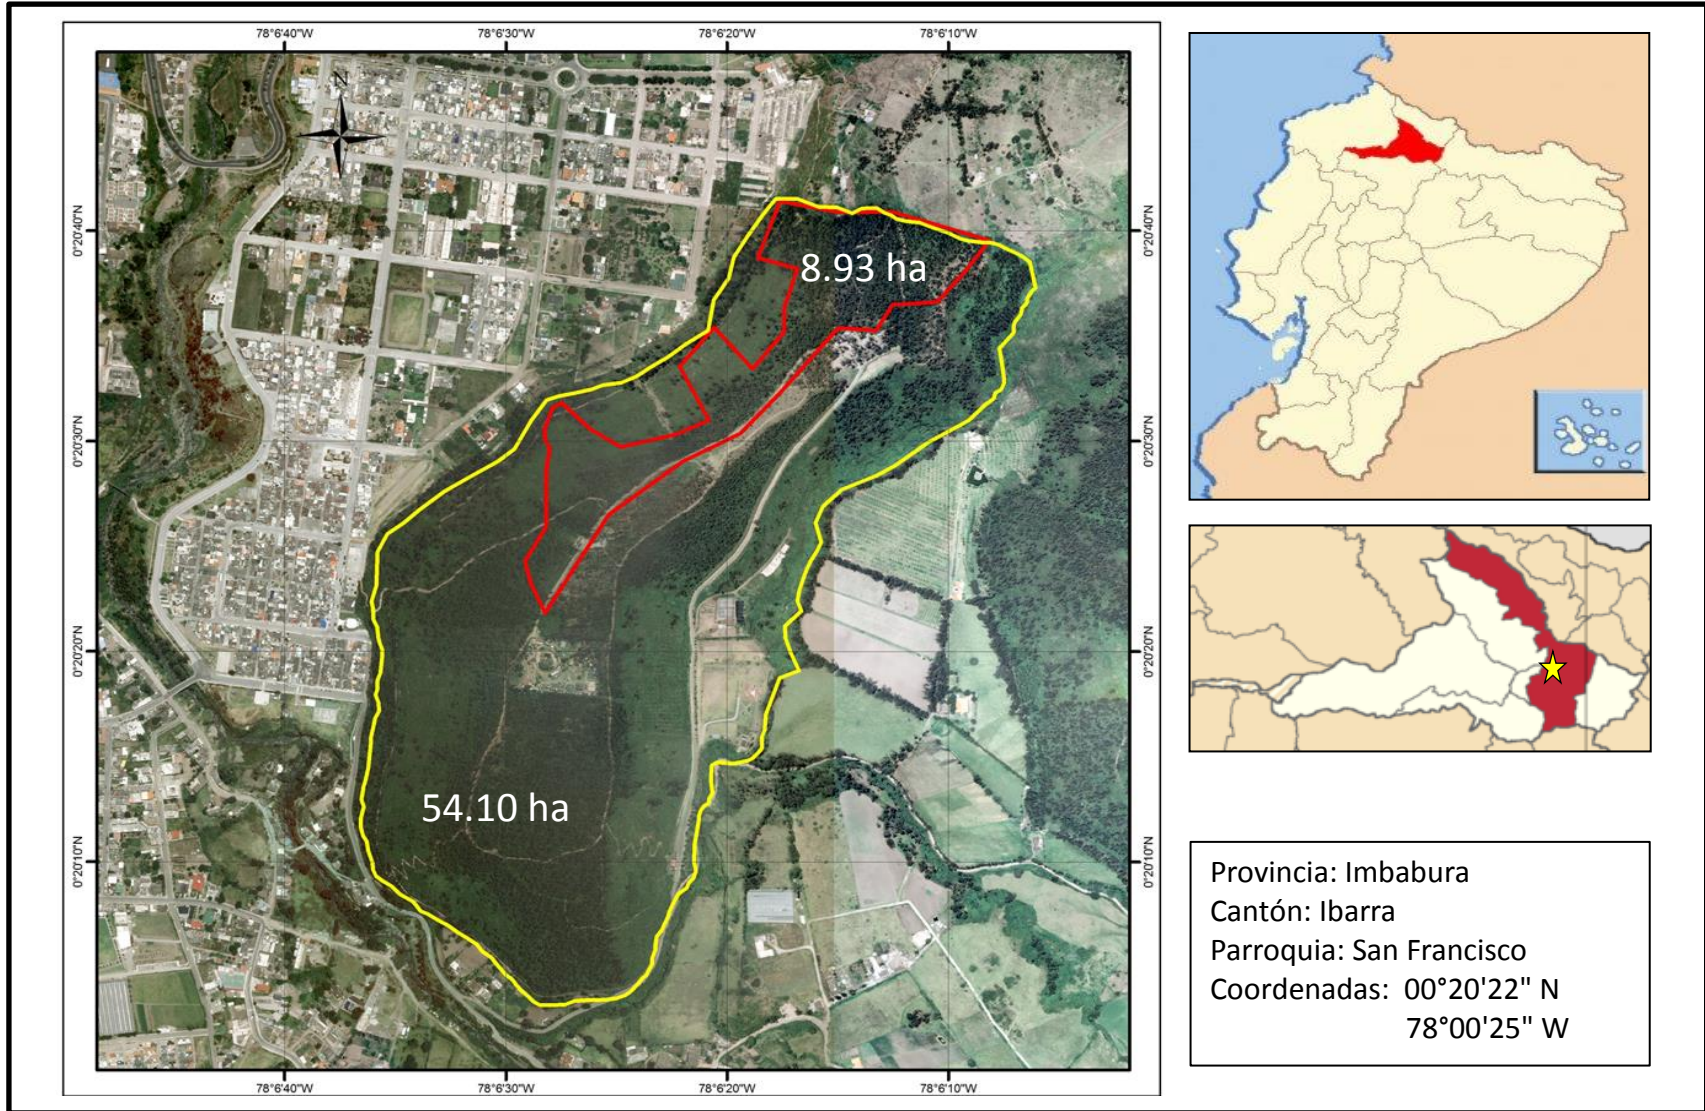 78°6'40"W 78°6'30"W 78°6'20"W 78°6'10"W
N
0°20'40"N 0°20'40"N
8.93 ha
0°20'30"N 0°20'30"N
0°20'20"N 0°20'20"N
54.10 ha
0°20'10"N 0°20'10"N
78°6'40"W 78°6'30"W 78°6'20"W 78°6'10"W
Provincia: Imbabura
Cantón: Ibarra
Parroquia: San Francisco
Coordenadas: 00°20'22" N
78°00'25" W